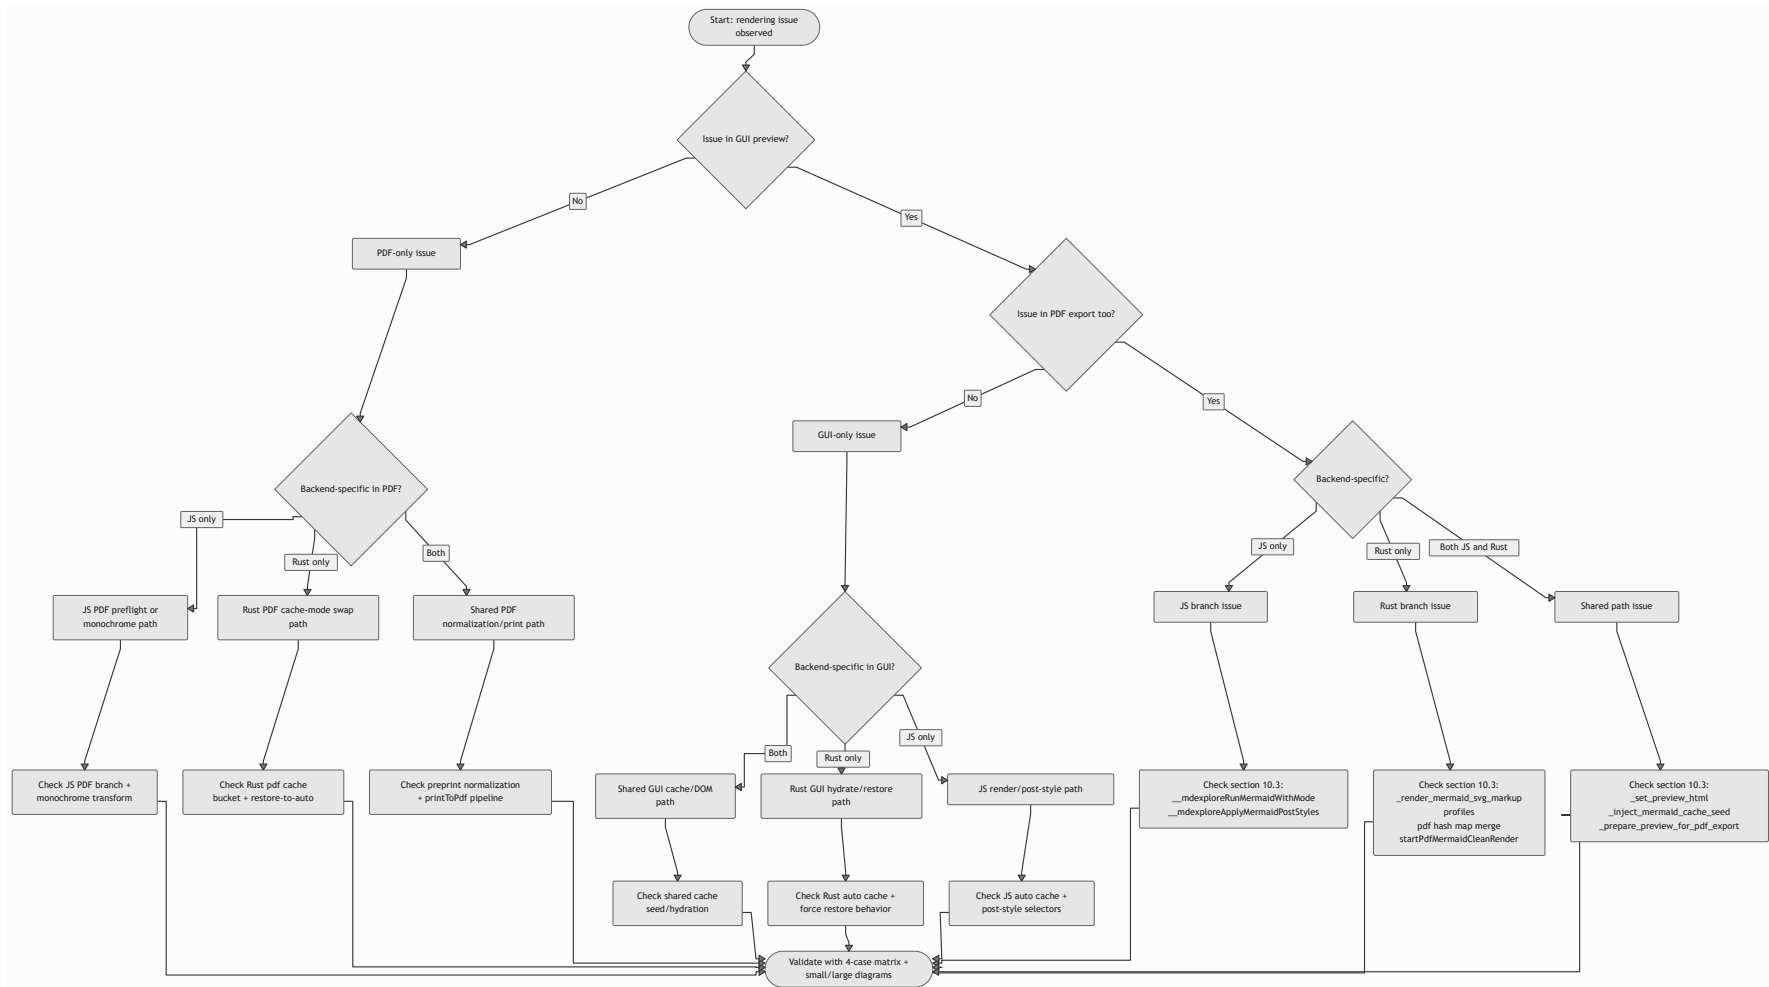 Start: rendering issue
observed
Issue in GUI preview?
No
Yes
PDF-only issue
Issue in PDF export too?
No
Yes
GUI-only issue
Backend-specific in PDF?
Backend-specific?
JS only
Rust only
Both
JS only
Rust only
Both JS and Rust
JS PDF preflight or
monochrome path
Rust PDF cache-mode swap
path
Shared PDF
normalization/print path
JS branch issue
Rust branch issue
Shared path issue
Backend-specific in GUI?
Both
Rust only
JS only
Check JS PDF branch +
monochrome transform
Check Rust pdf cache
bucket + restore-to-auto
Check preprint normalization
+ printToPdf pipeline
Shared GUI cache/DOM
path
Rust GUI hydrate/restore
path
JS render/post-style path
Check section 10.3:
__mdexploreRunMermaidWithMode
__mdexploreApplyMermaidPostStyles
Check section 10.3:
_render_mermaid_svg_markup
profiles
pdf hash map merge
startPdfMermaidCleanRender
Check section 10.3:
_set_preview_html
_inject_mermaid_cache_seed
_prepare_preview_for_pdf_export
Check shared cache
seed/hydration
Check Rust auto cache +
force restore behavior
Check JS auto cache +
post-style selectors
Validate with 4-case matrix +
small/large diagrams